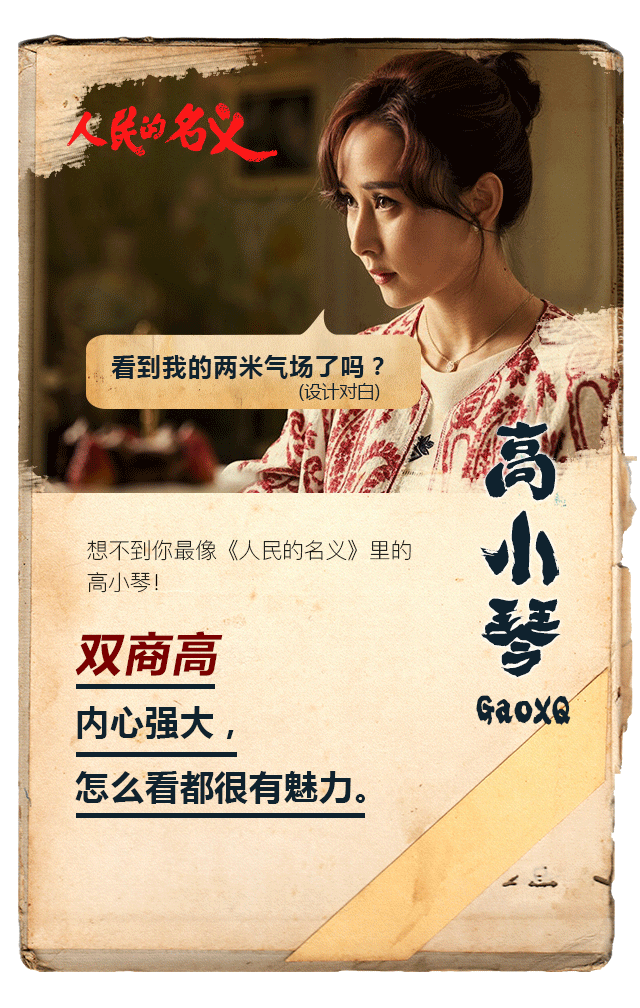 人民的名义
看到我的两米气场了吗？
(设计对白)
高小琴
GaoXQ
想不到你最像《人民的名义》里的
高小琴！
双商高
内心强大，
怎么看都很有魅力。